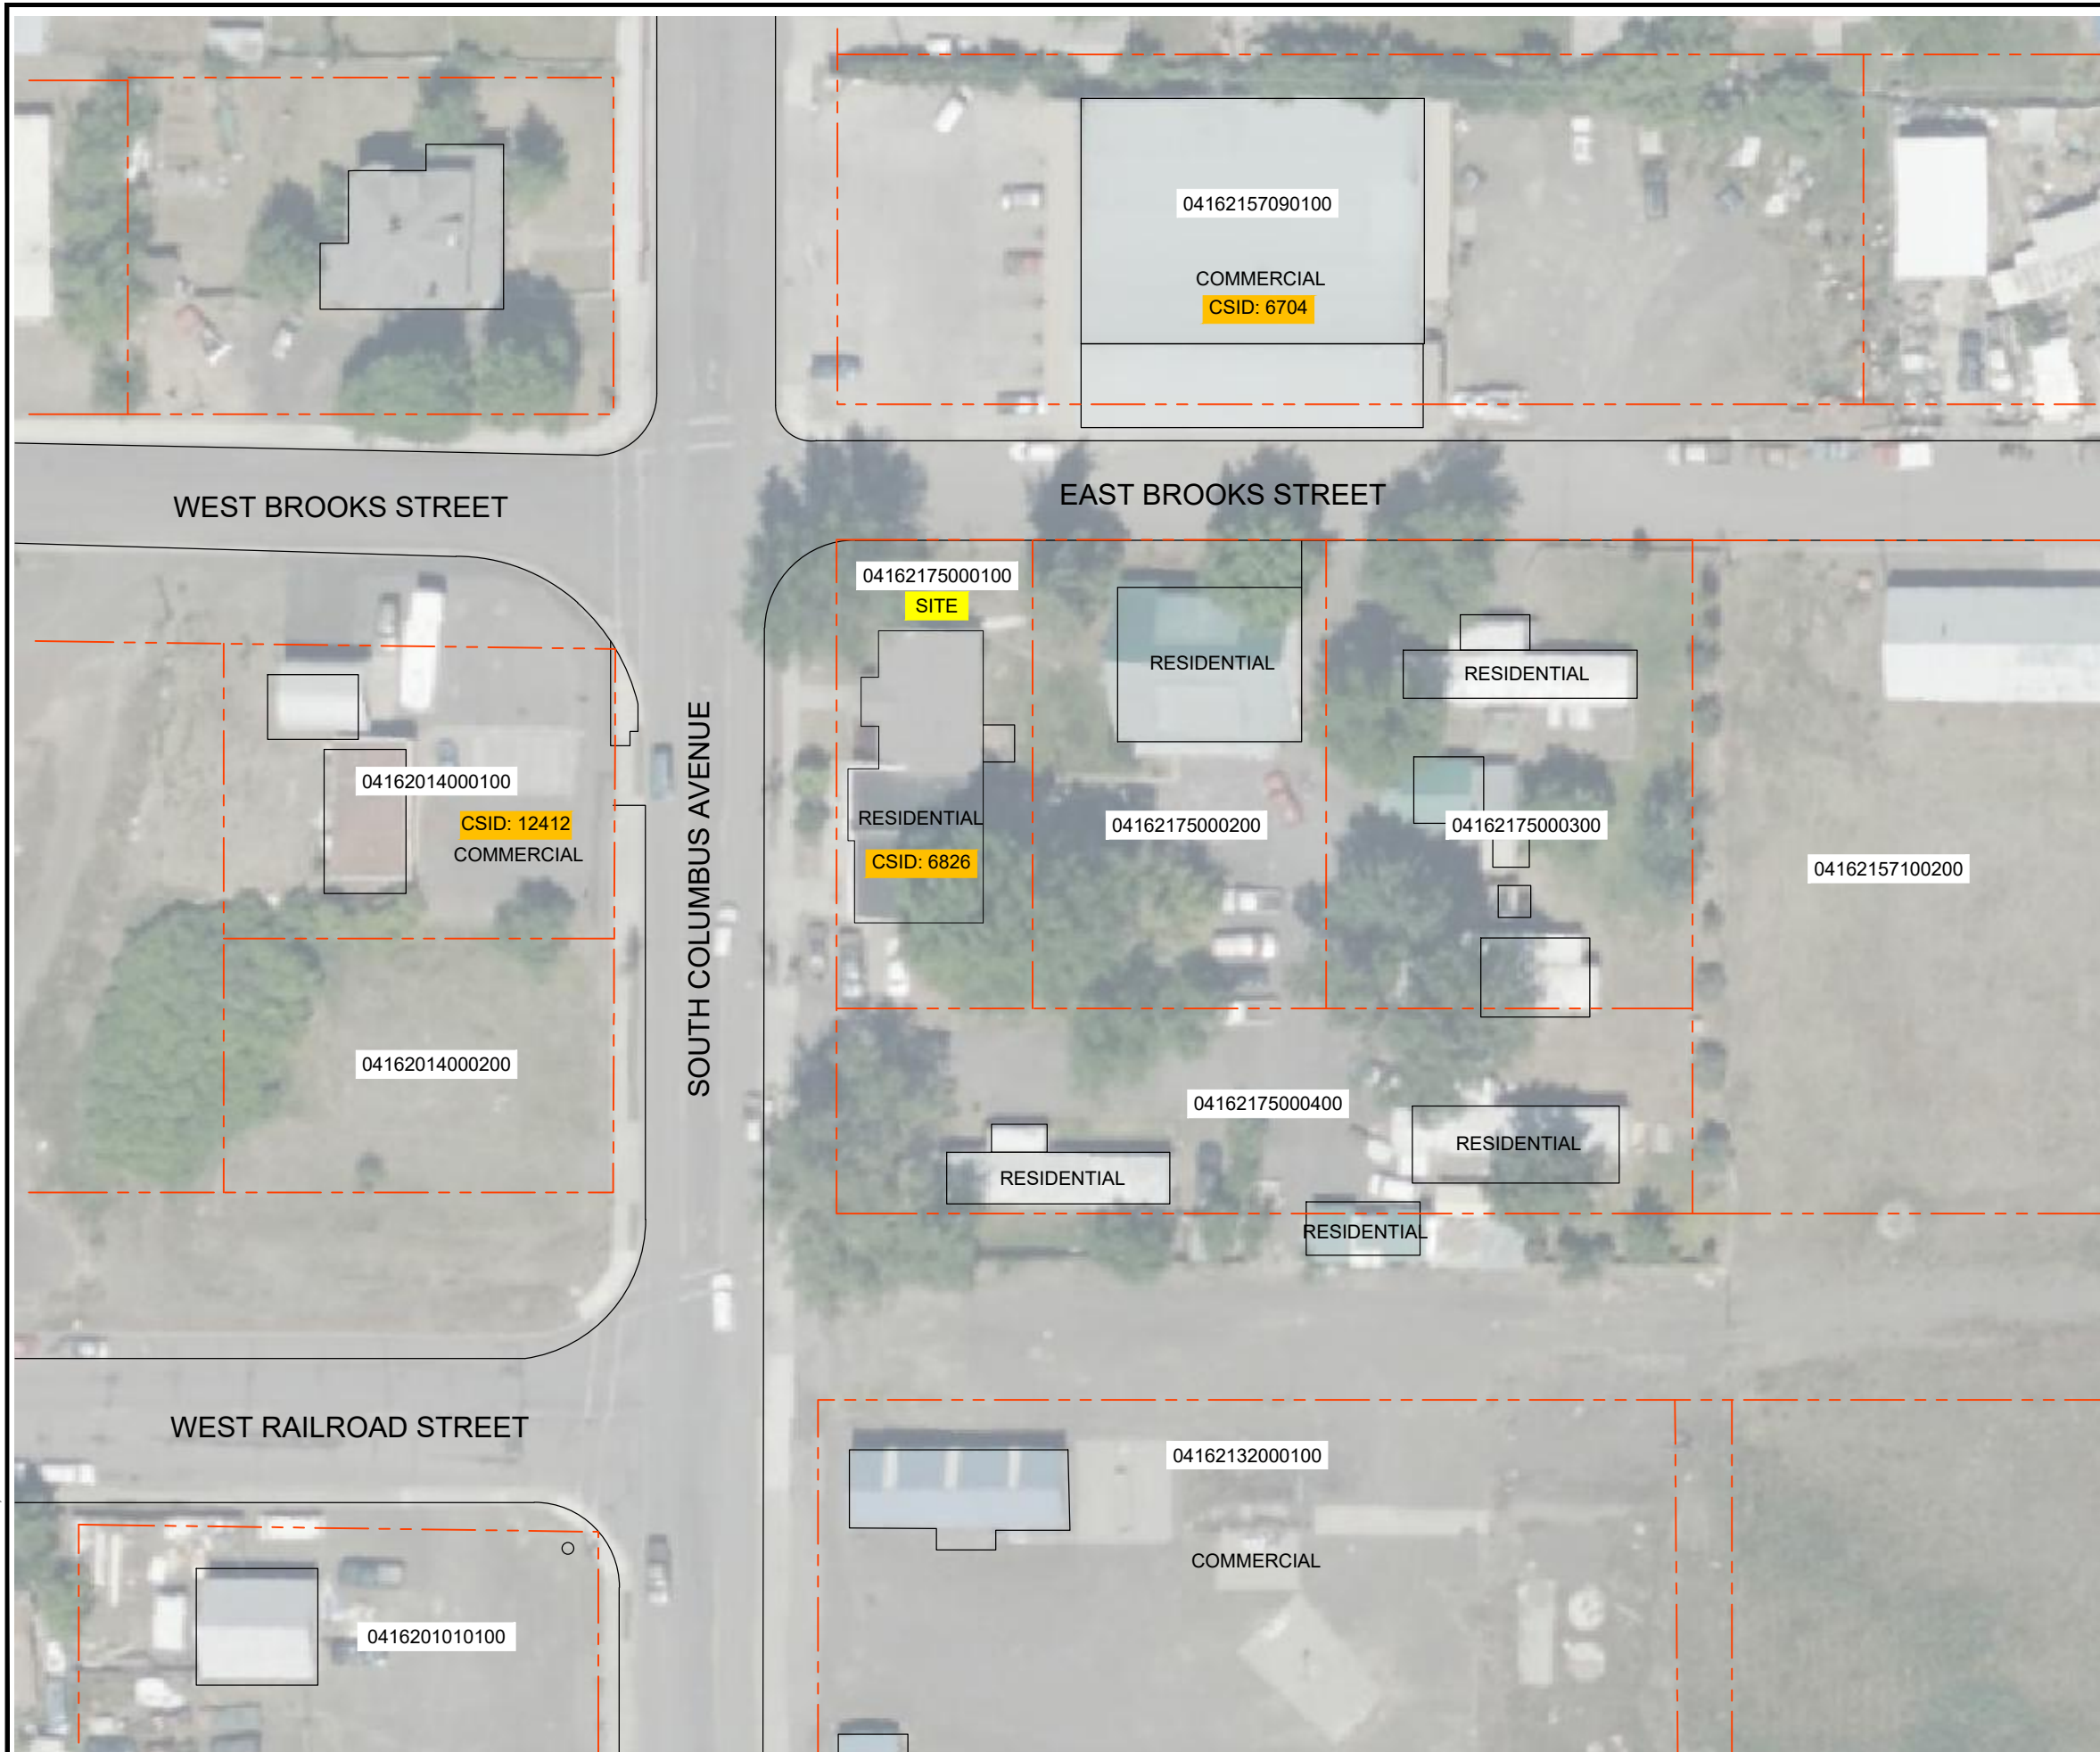 04162157090100
COMMERCIAL
CSID: 6704
WEST BROOKS STREET
EAST BROOKS STREET
04162175000100
SITE
RESIDENTIAL
RESIDENTIAL
04162014000100
CSID: 12412
COMMERCIAL
SOUTH COLUMBUS AVENUE
RESIDENTIAL
CSID: 6826
04162175000200
04162175000300
04162157100200
04162014000200
04162175000400
RESIDENTIAL
RESIDENTIAL
RESIDENTIAL
WEST RAILROAD STREET
04162132000100
COMMERCIAL
0416201010100